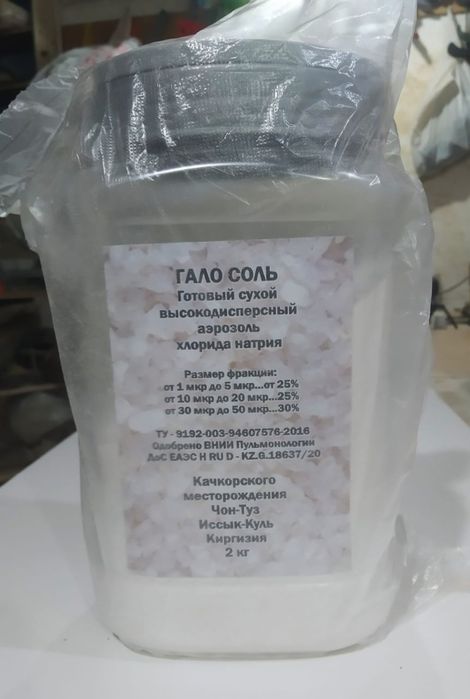 ГАЛО СОЛЬ
Готовый сухой
высокодисперсный
аэрозоль
хлорида натрия
Размер фракции:
от 1 мкр до 5 мкр...от 25%
от 10 мкр до 20 мкр...25%
от 30 мкр до 50 мкр...30%
ТУ - 9192-003-94607576-2016
Одобрено ВНИИ Пульмонологии
ДоС ЕАЭС Н RU D - KZ.G.18637/20
Качкорского
месторождения
Чон-Туз
Иссык-Куль
Киргизия
2 кг